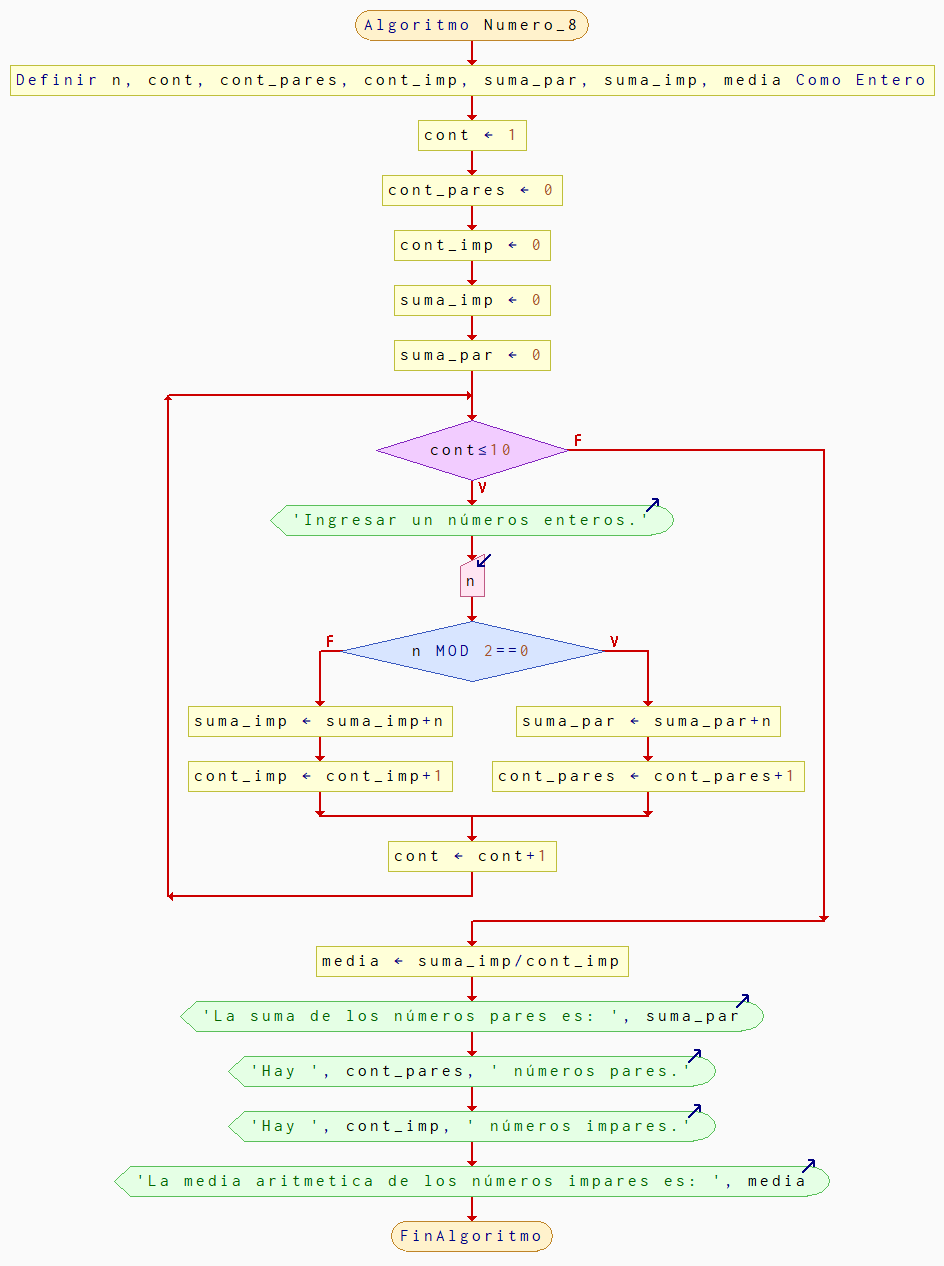 Algoritmo Numero_8
Definir n, cont, cont_pares, cont_imp, suma_par, suma_imp, media Como Entero
cont ← 1
cont_pares ← 0
cont_imp ← 0
suma_imp ← 0
suma_par ← 0
cont≤10
F
V
'Ingresar un números enteros.'
n
F
n MOD 2==0
V
suma_imp ← suma_imp+n
suma_par ← suma_par+n
cont_imp ← cont_imp+1
cont_pares ← cont_pares+1
cont ← cont+1
media ← suma_imp/cont_imp
'La suma de los números pares es: ', suma_par
'Hay ', cont_pares, ' números pares.'
'Hay ', cont_imp, ' números impares.'
'La media aritmetica de los números impares es: ', media
FinAlgoritmo